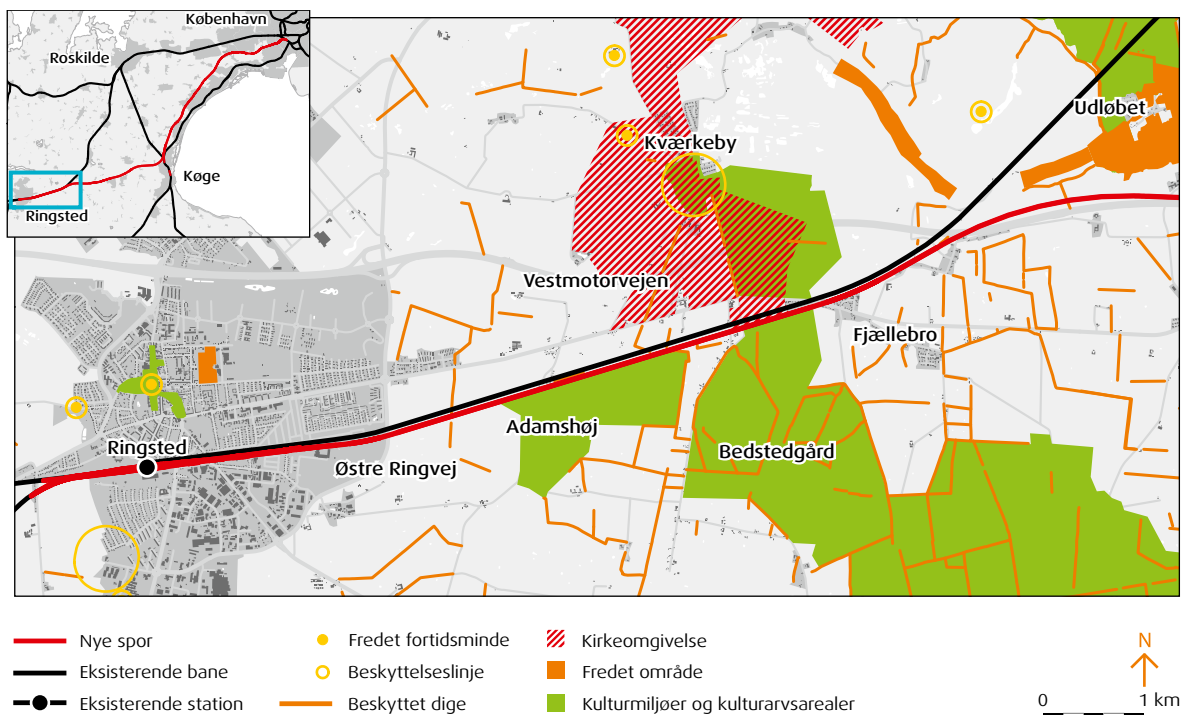 København
Roskilde
Køge
Ringsted
Udløbet
Kværkeby
Vestmotorvejen
Fjællebro
Adamshøj
Ringsted
Bedstedgård
Østre Ringvej
Nye spor
Eksisterende bane
Eksisterende station
Fredet fortidsminde
Beskyttelseslinje
Beskyttet dige
Kirkeomgivelse
Fredet område
Kulturmiljøer og kulturarvsarealer
N
0 1 km